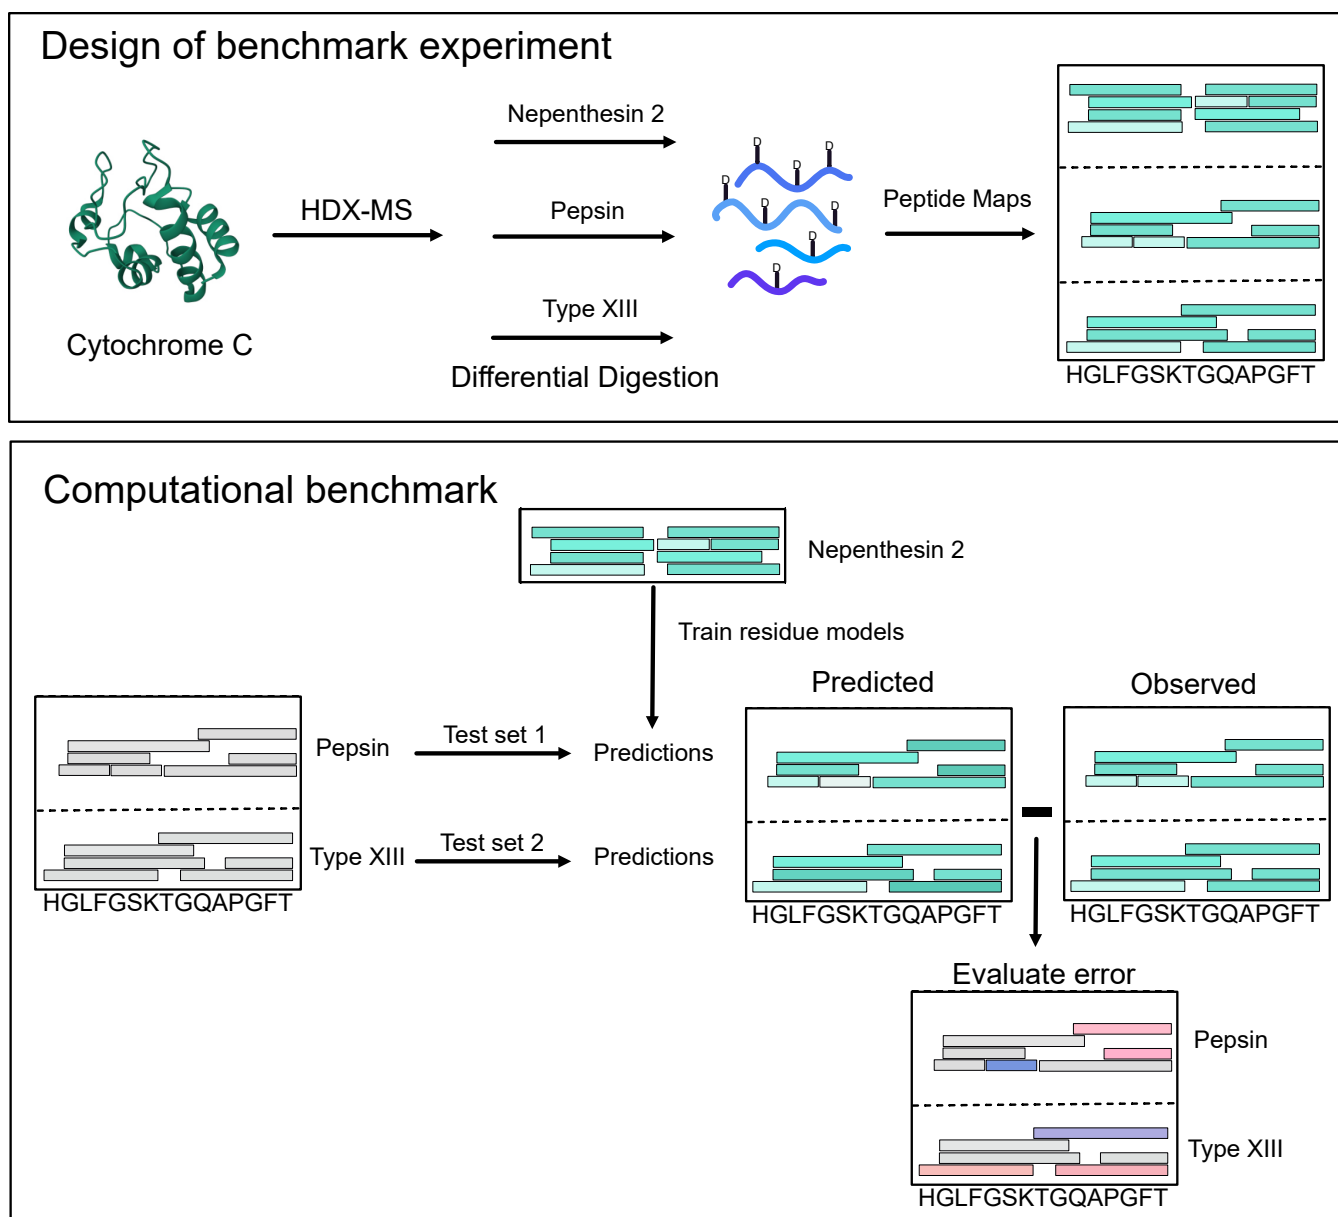 Design of benchmark experiment
Nepenthesin 2
D
D
D
HDX-MS
Pepsin
D
D
D
D
D
Peptide Maps
Type XIII
Cytochrome C
Differential Digestion
HGLFGSKTGQAPGFT
Computational benchmark
Nepenthesin 2
Train residue models
Predicted
Observed
Pepsin
Test set 1
Predictions
Type XIII
Test set 2
Predictions
HGLFGSKTGQAPGFT
HGLFGSKTGQAPGFT
HGLFGSKTGQAPGFT
Evaluate error
Pepsin
Type XIII
HGLFGSKTGQAPGFT